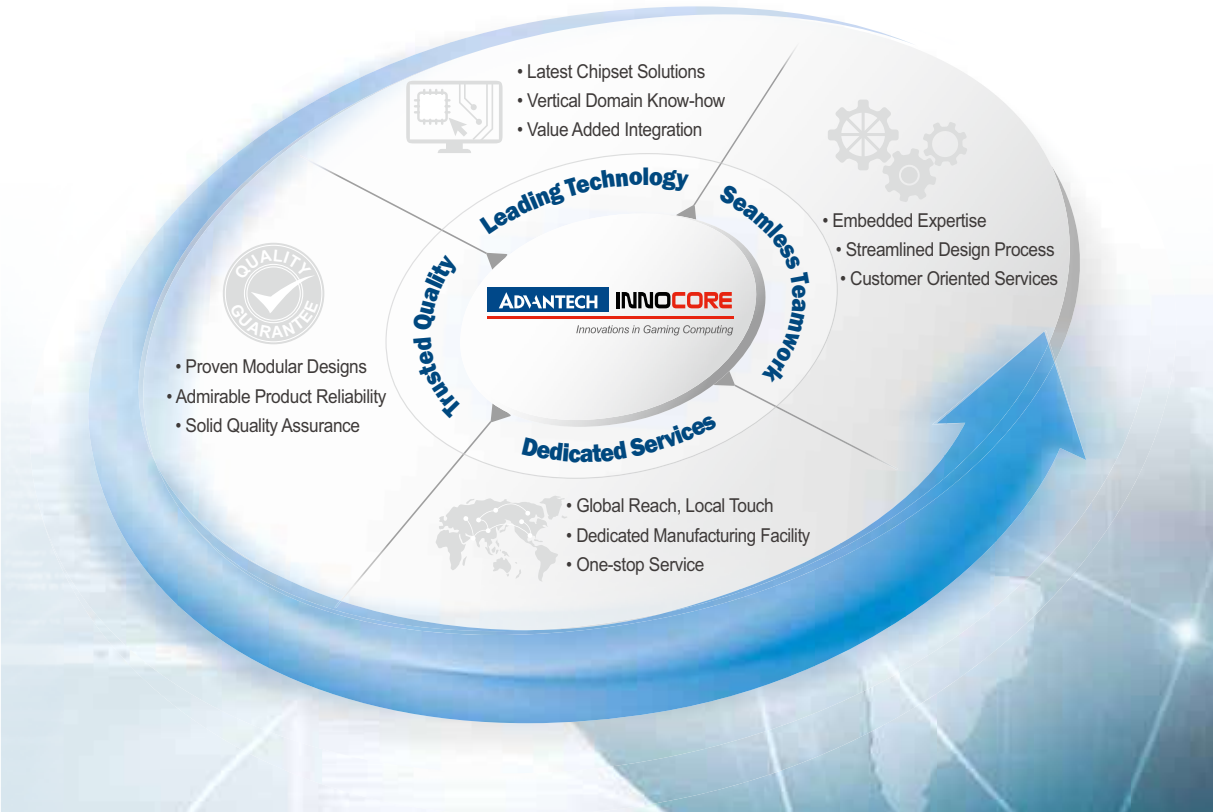 • Latest Chipset Solutions
• Vertical Domain Know-how
• Value Added Integration
Leading Technology
Seamless Teamwork
• Embedded Expertise
• Streamlined Design Process
• Customer Oriented Services
QUALITY
GUARANTEE
Trusted Quality
• Proven Modular Designs
• Admirable Product Reliability
• Solid Quality Assurance
ADVANTECH INNOCORE
Innovations in Gaming Computing
Dedicated Services
• Global Reach, Local Touch
• Dedicated Manufacturing Facility
• One-stop Service